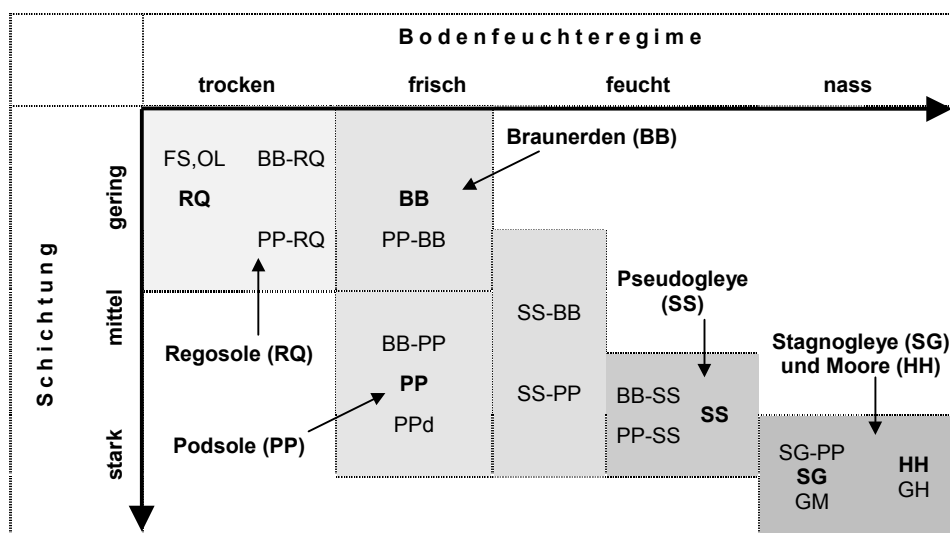 Bodenfeuchteregime
trocken frisch feucht nass
Schichtung
gering
mittel
stark
Braunerden (BB)
FS,OL BB-RQ
RQ
PP-RQ
BB
PP-BB
Regosole (RQ)
SS-BB
SS-PP
Pseudogleye
(SS)
BB-PP
PP
PPd
Podsole (PP)
BB-SS
PP-SS
SS
Stagnogleye (SG)
und Moore (HH)
SG-PP
SG
GM
HH
GH